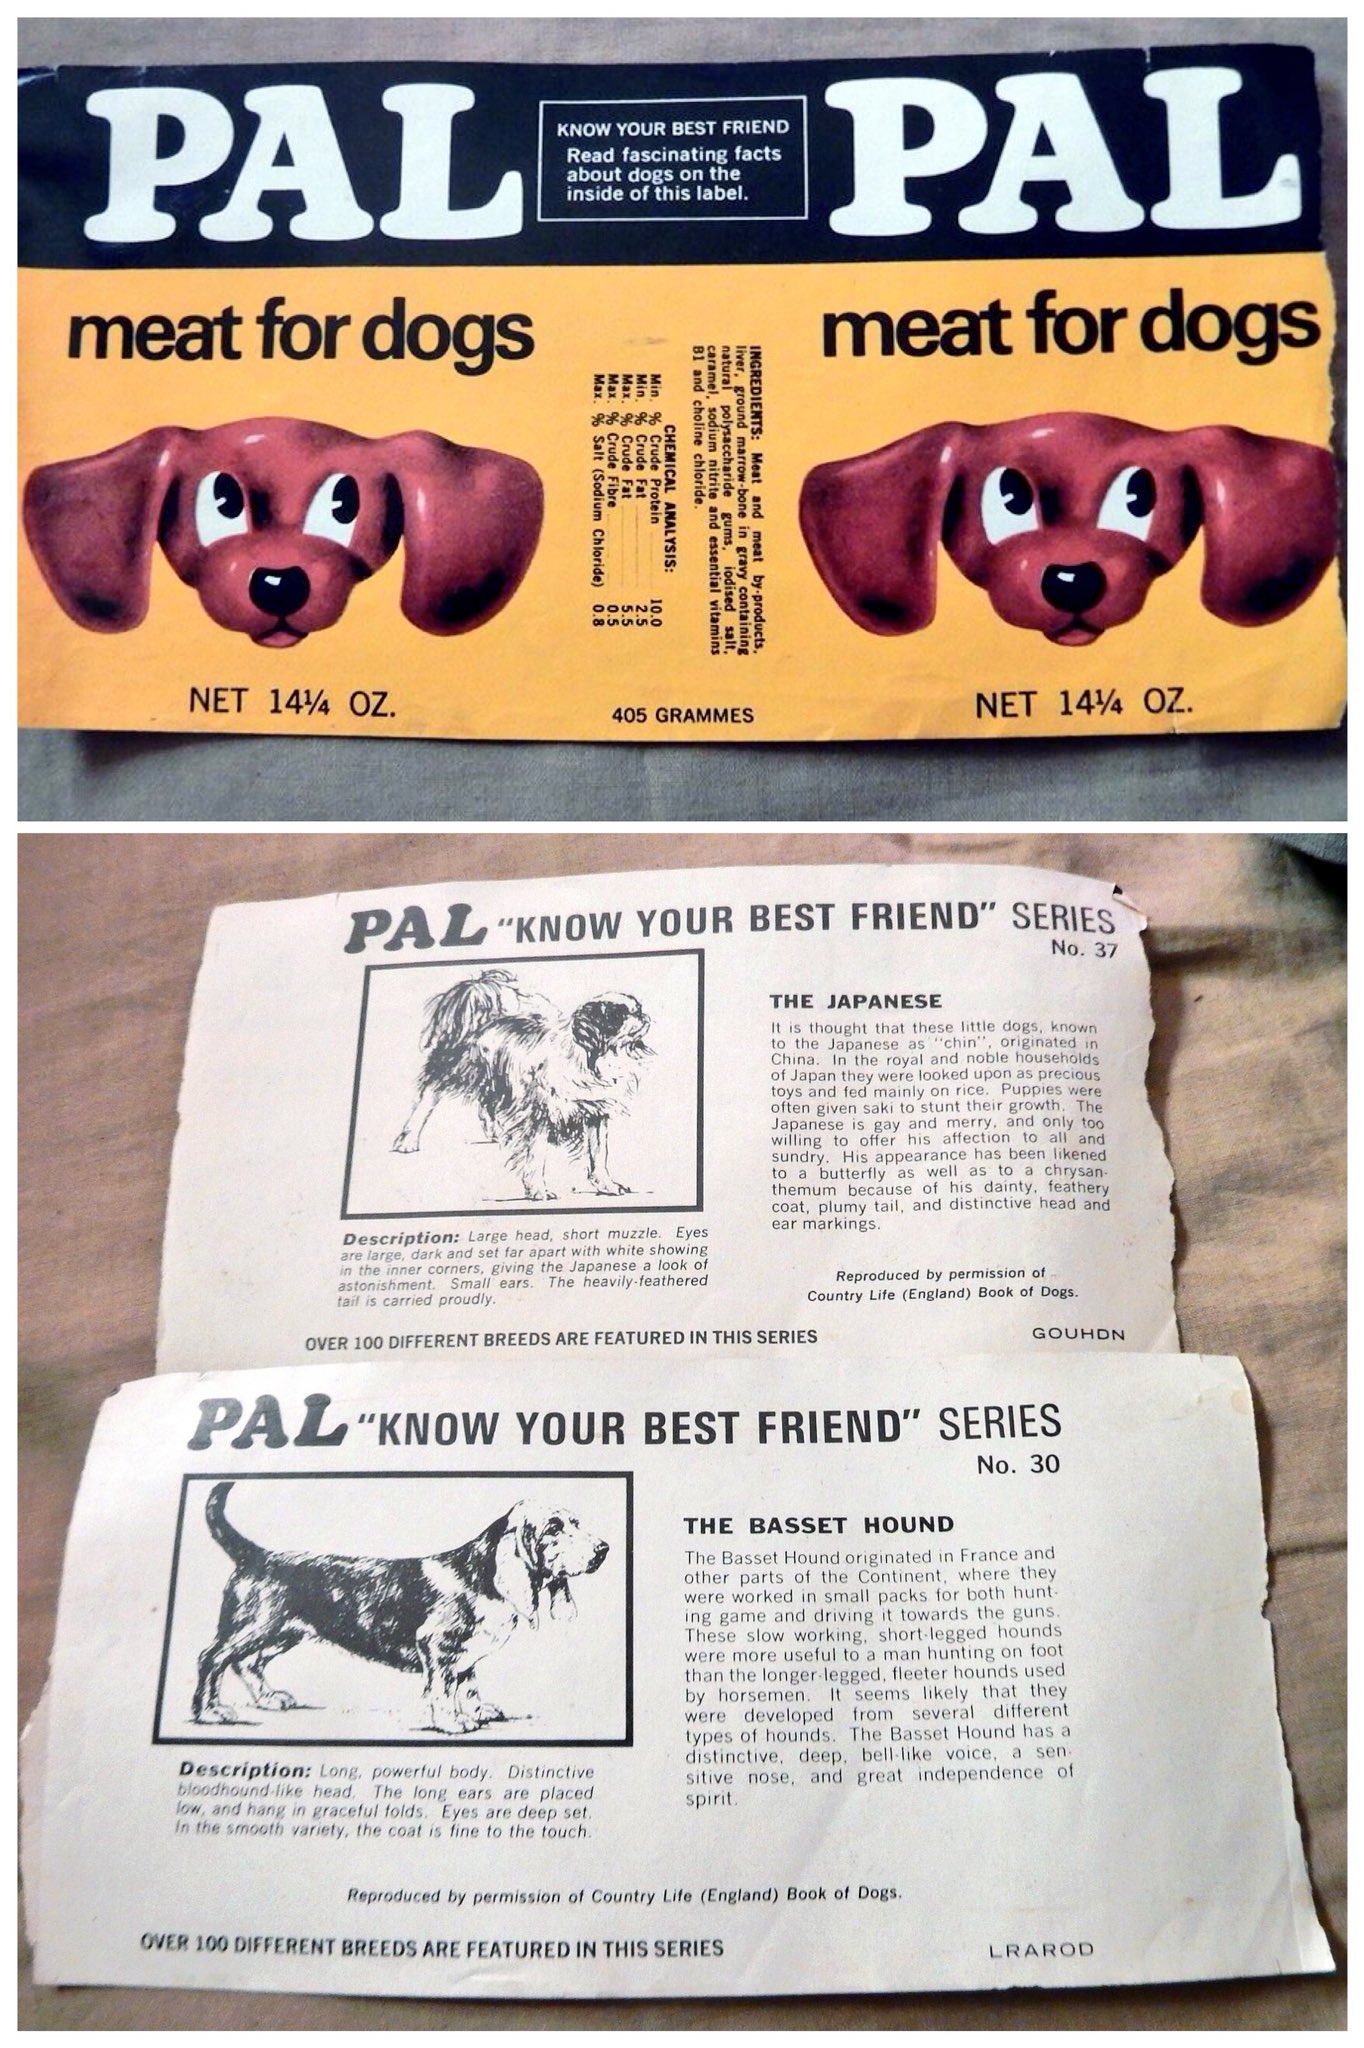 PAL
KNOW YOUR BEST FRIEND
Read fascinating facts
about dogs on the
inside of this label.
PAL
meat for dogs
CHEMICAL ANALYSIS:
Min. % Crude Protein 10.0
Min. % Crude Fat 2.5
Max. % Crude Fat 5.5
Max. % Crude Fibre 0.5
Max. % Salt (Sodium Chloride) 0.8
INGREDIENTS: Meat and meat by-products,
liver, ground marrow-bone in gravy containing
natural polysaccharide gums, iodised salt,
caramel, sodium nitrite and essential vitamins
B1 and choline chloride.
meat for dogs
NET 14¼ OZ.
405 GRAMMES
NET 14¼ OZ.
PAL "KNOW YOUR BEST FRIEND" SERIES
No. 37
THE JAPANESE
It is thought that these little dogs, known
to the Japanese as "chin", originated in
China. In the royal and noble households
of Japan they were looked upon as precious
toys and fed mainly on rice. Puppies were
often given saki to stunt their growth. The
Japanese is gay and merry, and only too
willing to offer his affection to all and
sundry. His appearance has been likened
to a butterfly as well as to a chrysan-
themum because of his dainty, feathery
coat, plumy tail, and distinctive head and
ear markings.
Description: Large head, short muzzle. Eyes
are large, dark and set far apart with white showing
in the inner corners, giving the Japanese a look of
astonishment. Small ears. The heavily-feathered
tail is carried proudly.
Reproduced by permission of
Country Life (England) Book of Dogs.
OVER 100 DIFFERENT BREEDS ARE FEATURED IN THIS SERIES
GOUHDN
PAL "KNOW YOUR BEST FRIEND" SERIES
No. 30
THE BASSET HOUND
The Basset Hound originated in France and
other parts of the Continent, where they
were worked in small packs for both hunt-
ing game and driving it towards the guns.
These slow working, short-legged hounds
were more useful to a man hunting on foot
than the longer-legged, fleeter hounds used
by horsemen. It seems likely that they
were developed from several different
types of hounds. The Basset Hound has a
distinctive, deep, bell-like voice, a sen-
sitive nose, and great independence of
spirit.
Description: Long, powerful body. Distinctive
bloodhound-like head. The long ears are placed
low, and hang in graceful folds. Eyes are deep set.
In the smooth variety, the coat is fine to the touch.
Reproduced by permission of Country Life (England) Book of Dogs.
OVER 100 DIFFERENT BREEDS ARE FEATURED IN THIS SERIES
LRAROD